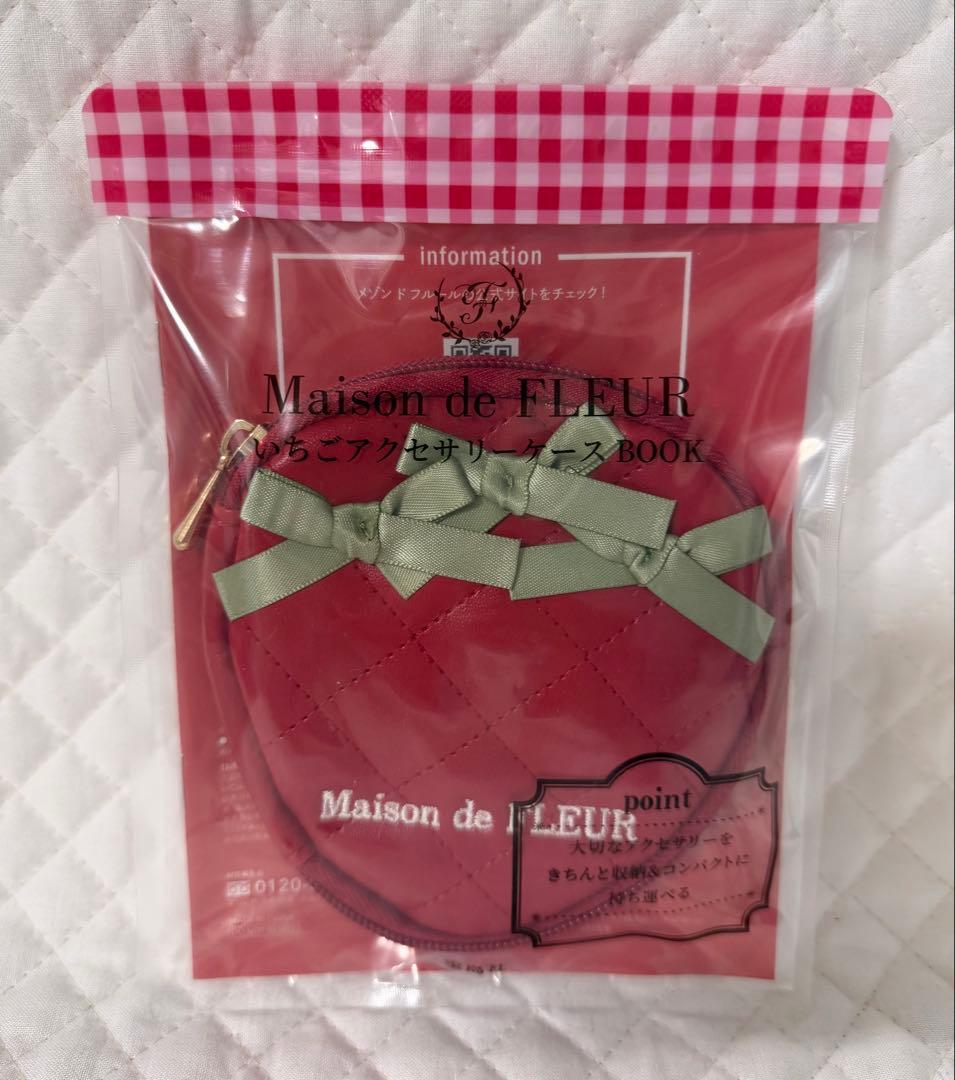 information
メゾンドフルールの公式サイトをチェック!
Maison de FLEUR
いちごアクセサリーケース BOOK
Maison de FLEUR
point
大切なアクセサリーを
きちんと収納&コンパクトに
持ち運べる
0120-